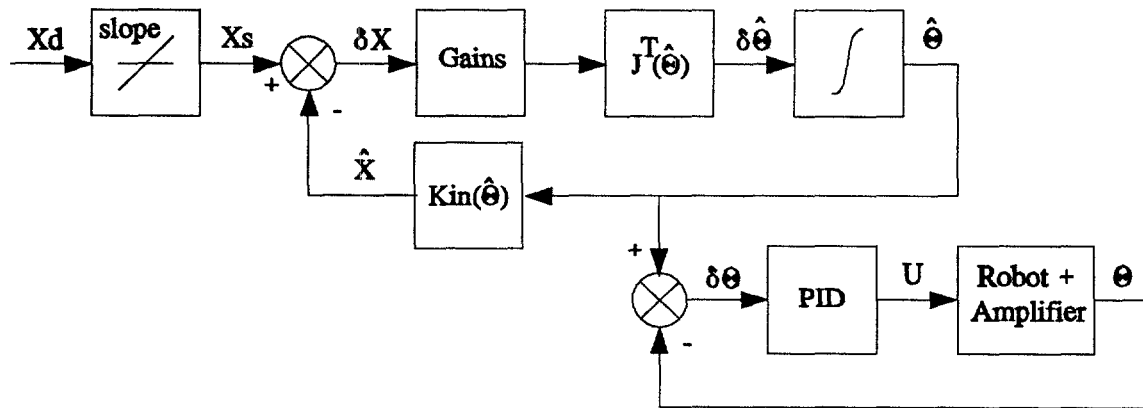 slope
Xd
Xs
δX
Gains
J^T(Θ̂)
δΘ̂
∫
Θ̂
+
-
X̂
Kin(Θ̂)
+
δΘ
PID
U
Robot +
Amplifier
Θ
-